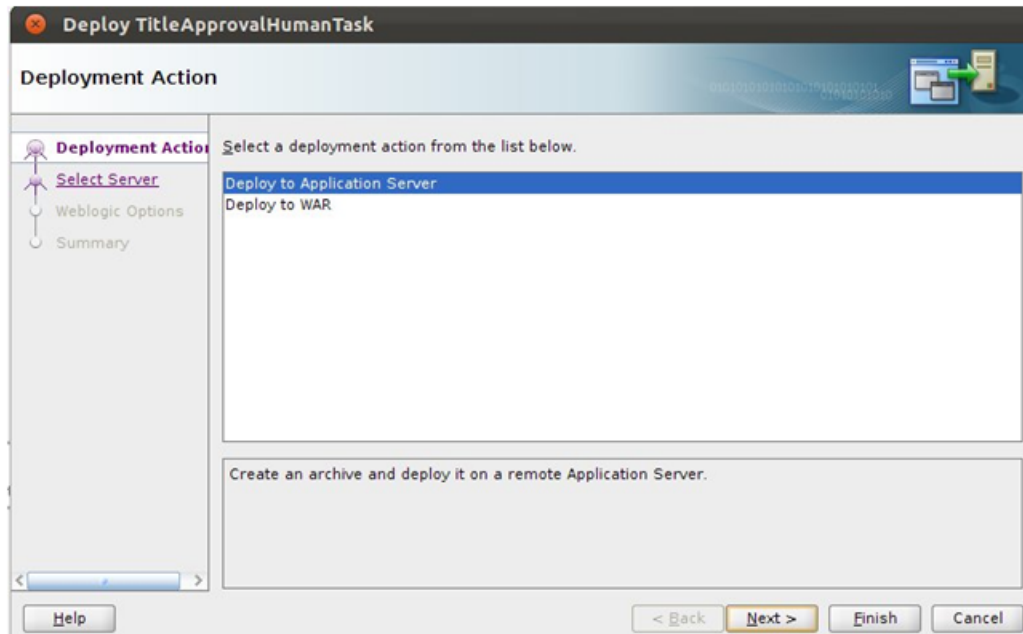 Deploy TitleApprovalHumanTask
Deployment Action
Deployment Action
Select Server
Weblogic Options
Summary
Select a deployment action from the list below.
Deploy to Application Server
Deploy to WAR
Create an archive and deploy it on a remote Application Server.
Help
< Back
Next >
Finish
Cancel